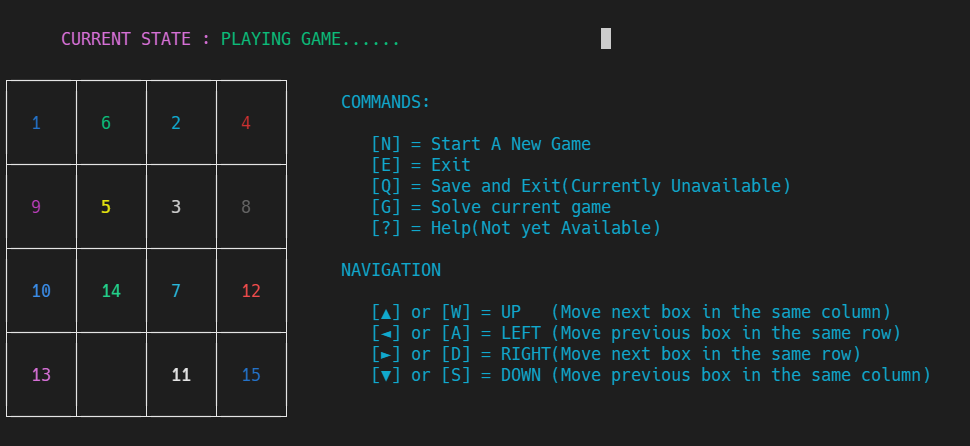 CURRENT STATE : PLAYING GAME......
1 6 2 4
9 5 3 8
10 14 7 12
13 11 15
COMMANDS:
[N] = Start A New Game
[E] = Exit
[Q] = Save and Exit(Currently Unavailable)
[G] = Solve current game
[?] = Help(Not yet Available)
NAVIGATION
[▲] or [W] = UP   (Move next box in the same column)
[◄] or [A] = LEFT (Move previous box in the same row)
[►] or [D] = RIGHT(Move next box in the same row)
[▼] or [S] = DOWN (Move previous box in the same column)